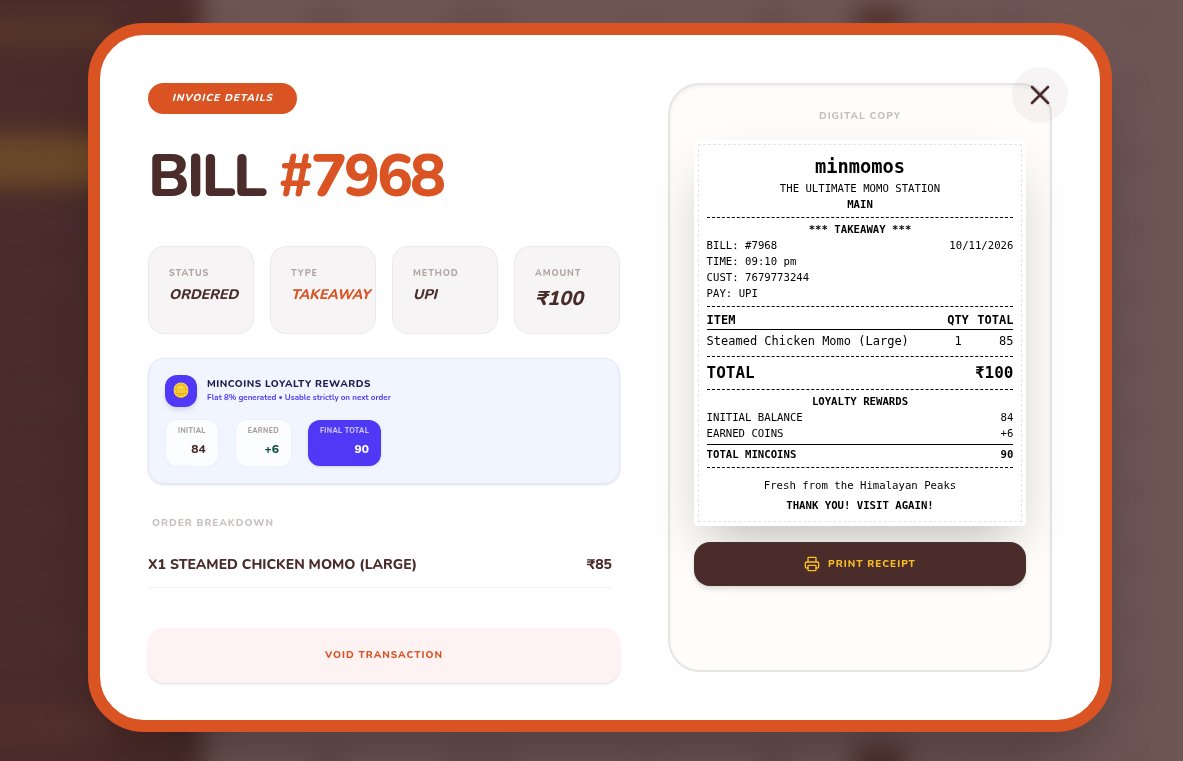 INVOICE DETAILS
BILL #7968
STATUS
ORDERED
TYPE
TAKEAWAY
METHOD
UPI
AMOUNT
₹100
MINCOINS LOYALTY REWARDS
Flat 8% generated • Usable strictly on next order
INITIAL
84
EARNED
+6
FINAL TOTAL
90
ORDER BREAKDOWN
X1 STEAMED CHICKEN MOMO (LARGE) ₹85
VOID TRANSACTION
DIGITAL COPY
minmomos
THE ULTIMATE MOMO STATION
MAIN
*** TAKEAWAY ***
BILL: #7968 10/11/2026
TIME: 09:10 pm
CUST: 7679773244
PAY: UPI
ITEM QTY TOTAL
Steamed Chicken Momo (Large) 1 85
TOTAL ₹100
LOYALTY REWARDS
INITIAL BALANCE 84
EARNED COINS +6
TOTAL MINCOINS 90
Fresh from the Himalayan Peaks
THANK YOU! VISIT AGAIN!
PRINT RECEIPT